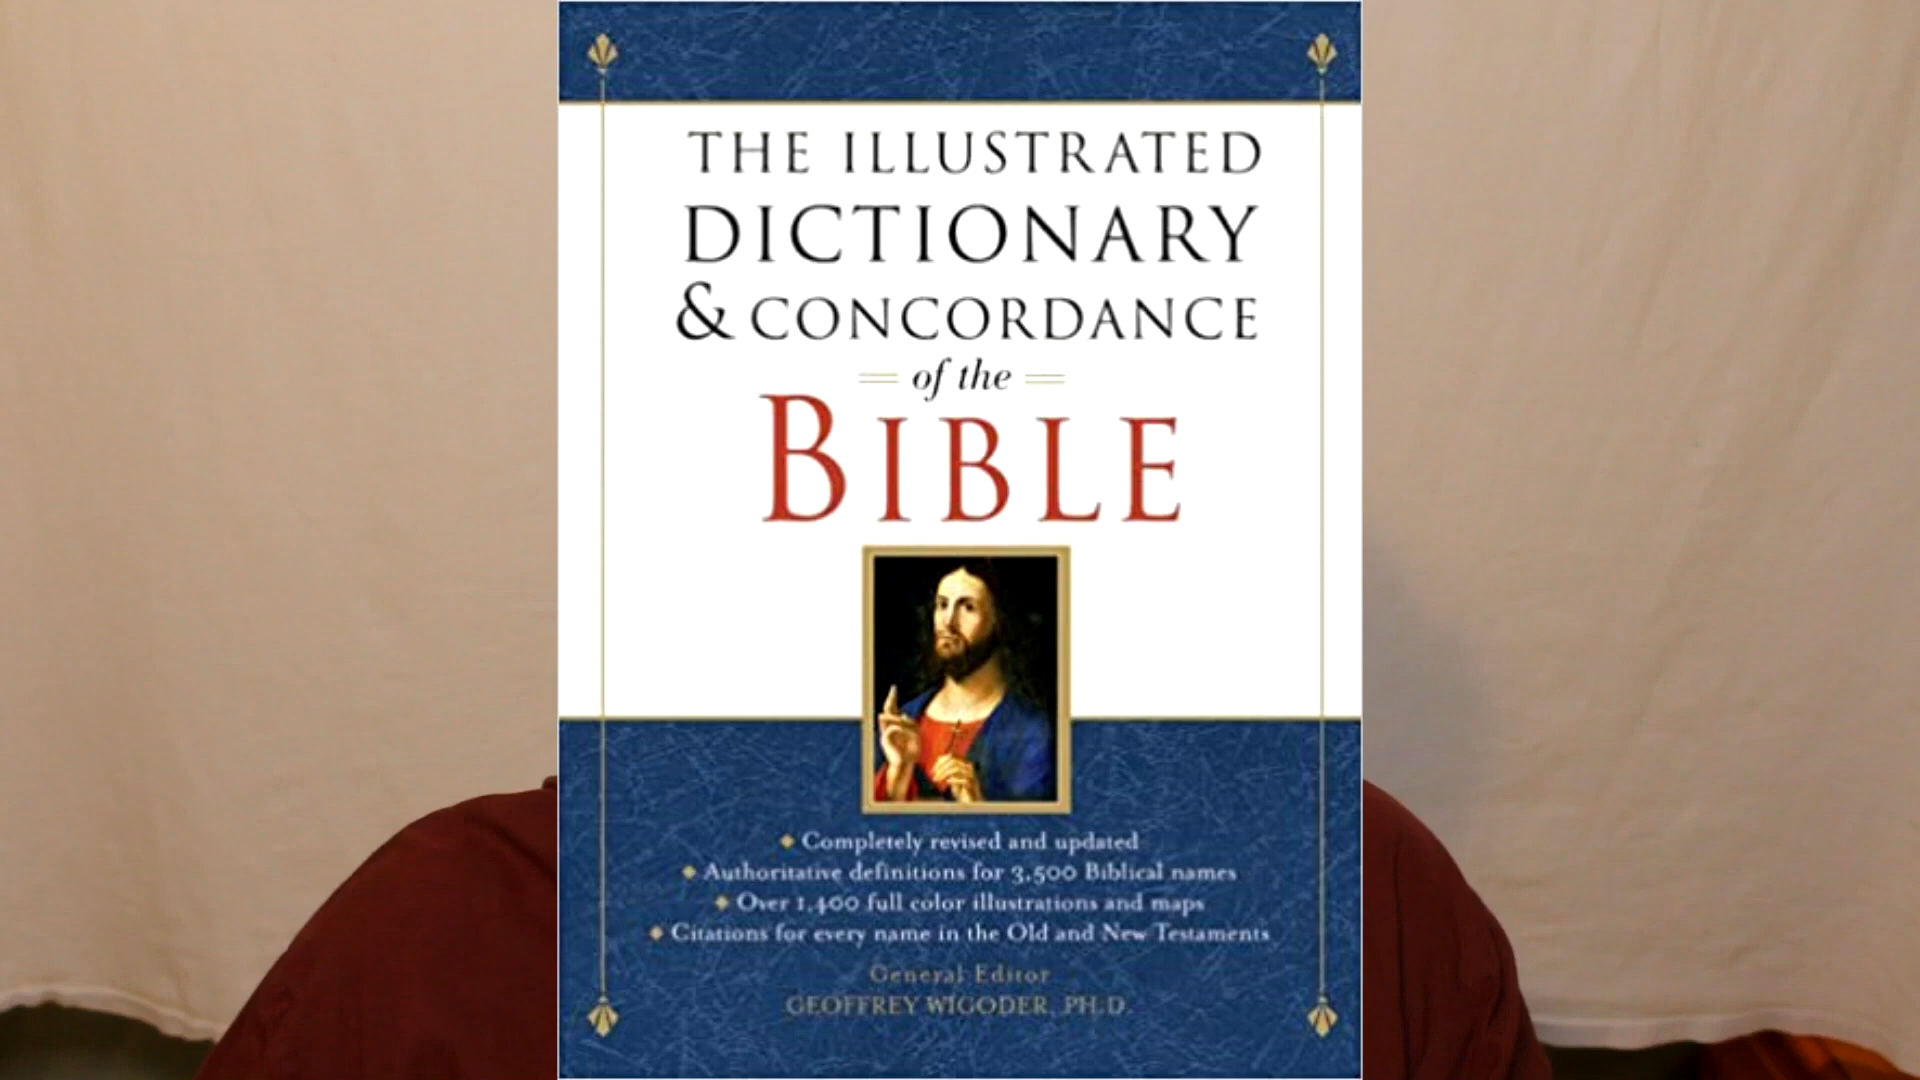 THE ILLUSTRATED
DICTIONARY
& CONCORDANCE
of the
BIBLE
Completely revised and updated
Authoritative definitions for 3,500 Biblical names
Over 1,400 full color illustrations and maps
Citations for every name in the Old and New Testaments
General Editor
GEOFFREY WIGODER, PH.D.